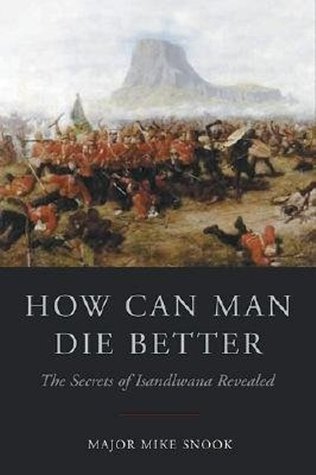 HOW CAN MAN
DIE BETTER
The Secrets of Isandlwana Revealed
MAJOR MIKE SNOOK